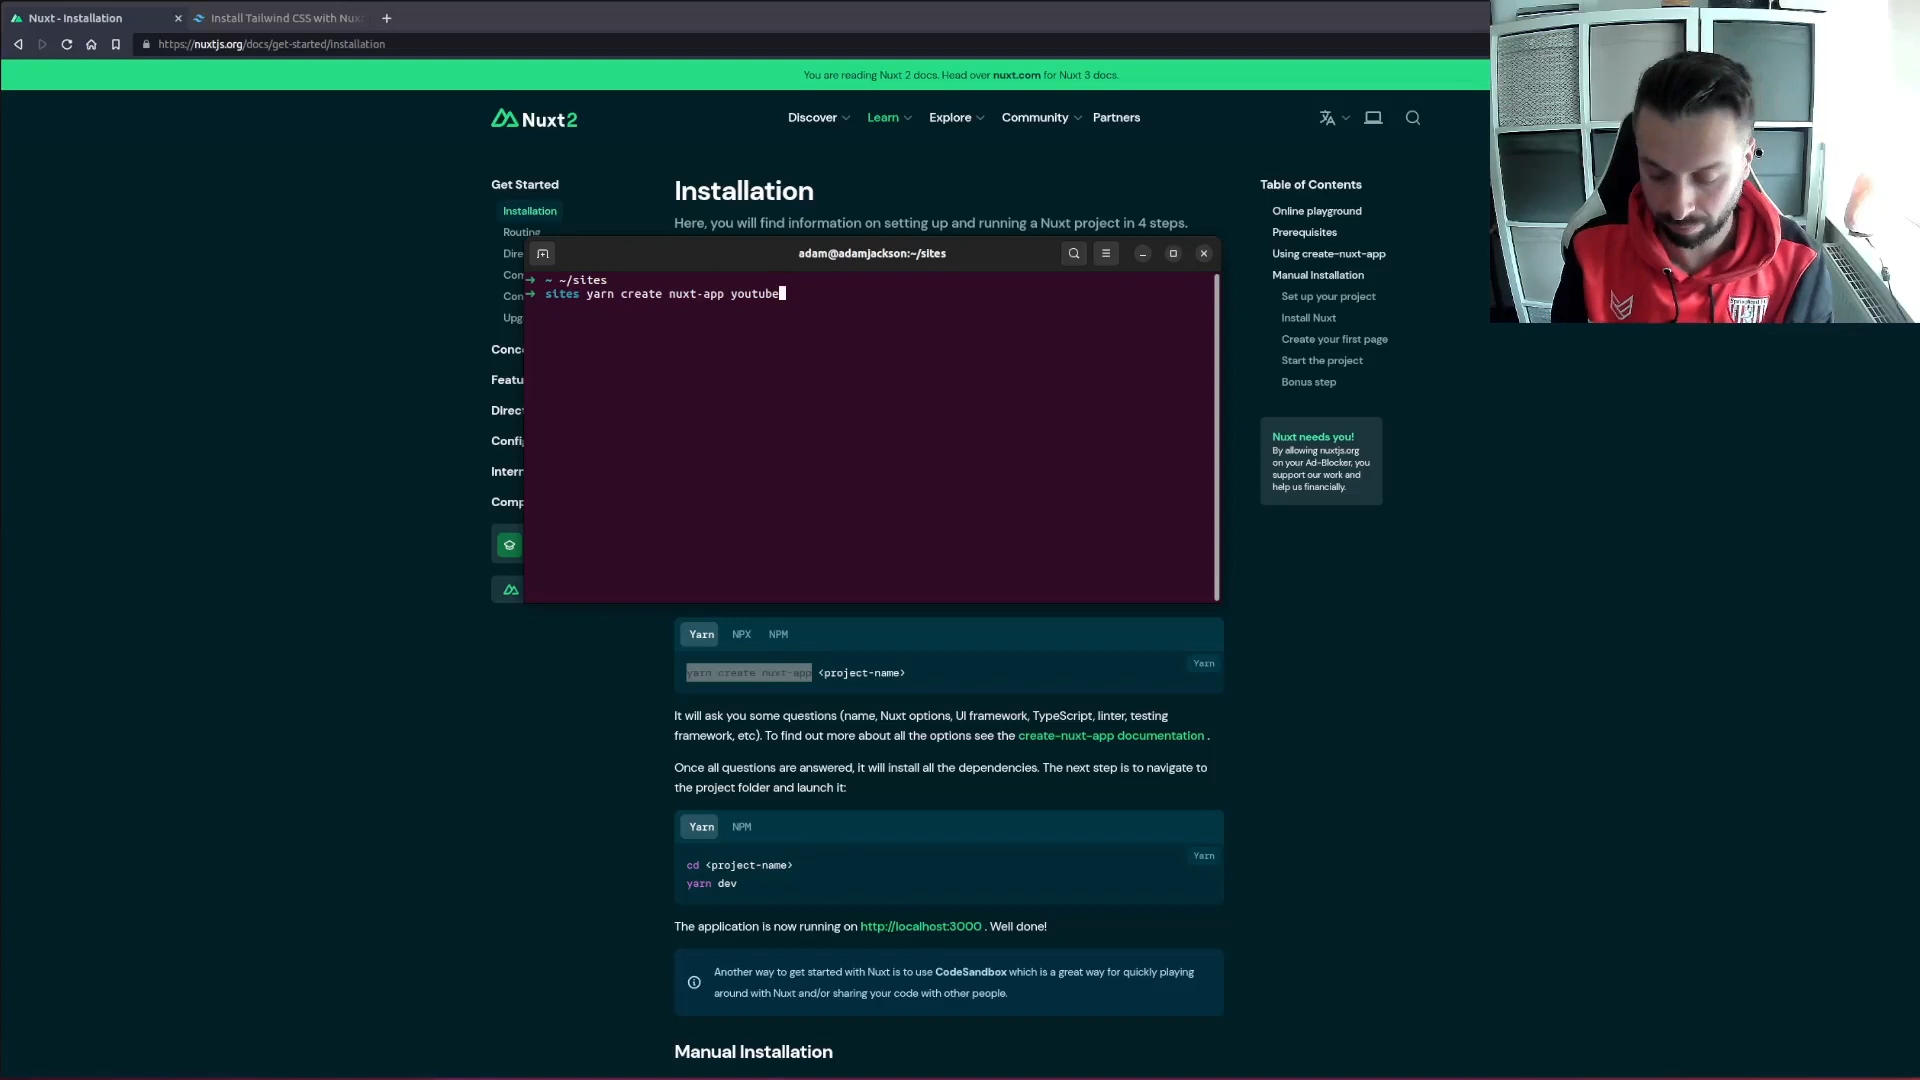 Nuxt - Installation
Install Tailwind CSS with Nux
https://nuxtjs.org/docs/get-started/installation
You are reading Nuxt 2 docs. Head over nuxt.com for Nuxt 3 docs.
Nuxt2
Discover
Learn
Explore
Community
Partners
Get Started
Installation
Routing
Dire
Con
Con
Upg
Conc
Featu
Direc
Confi
Intern
Comp
Installation
Here, you will find information on setting up and running a Nuxt project in 4 steps.
adam@adamjackson:~/sites
~ ~/sites
sites yarn create nuxt-app youtube
Yarn
NPX
NPM
yarn create nuxt-app <project-name>
Yarn
It will ask you some questions (name, Nuxt options, UI framework, TypeScript, linter, testing
framework, etc). To find out more about all the options see the create-nuxt-app documentation .
Once all questions are answered, it will install all the dependencies. The next step is to navigate to
the project folder and launch it:
Yarn
NPM
Yarn
cd <project-name>
yarn dev
The application is now running on http://localhost:3000 . Well done!
Another way to get started with Nuxt is to use CodeSandbox which is a great way for quickly playing
around with Nuxt and/or sharing your code with other people.
Manual Installation
Table of Contents
Online playground
Prerequisites
Using create-nuxt-app
Manual Installation
Set up your project
Install Nuxt
Create your first page
Start the project
Bonus step
Nuxt needs you!
By allowing nuxtjs.org
on your Ad-Blocker, you
support our work and
help us financially.